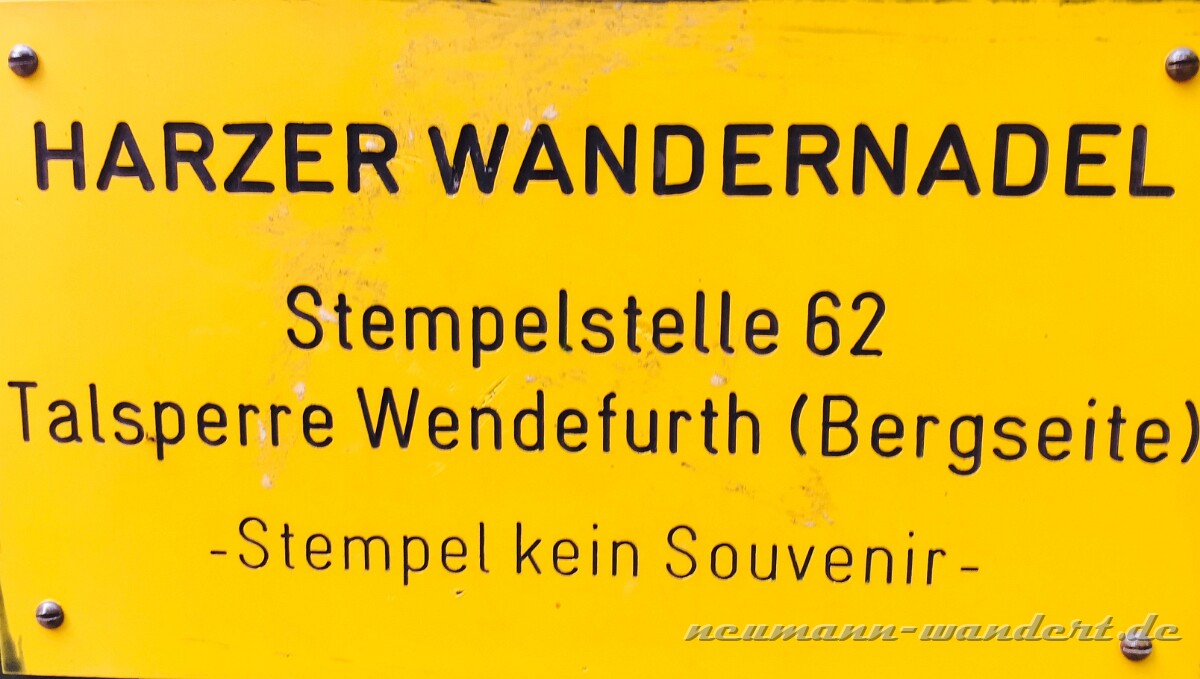 HARZER WANDERNADEL
Stempelstelle 62
Talsperre Wendefurth (Bergseite)
-Stempel kein Souvenir-
neumann-wandert.de